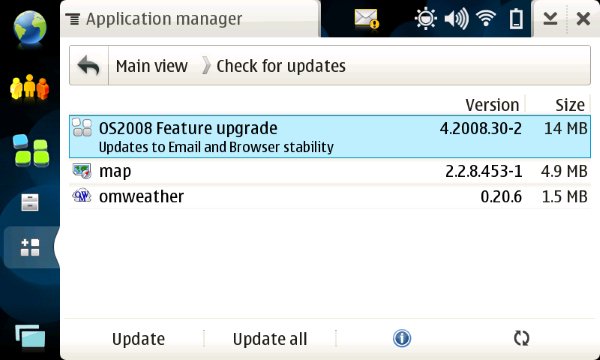 Application manager
Main view
Check for updates
Version Size
OS2008 Feature upgrade 4.2008.30-2 14 MB
Updates to Email and Browser stability
map 2.2.8.453-1 4.9 MB
omweather 0.20.6 1.5 MB
Update Update all